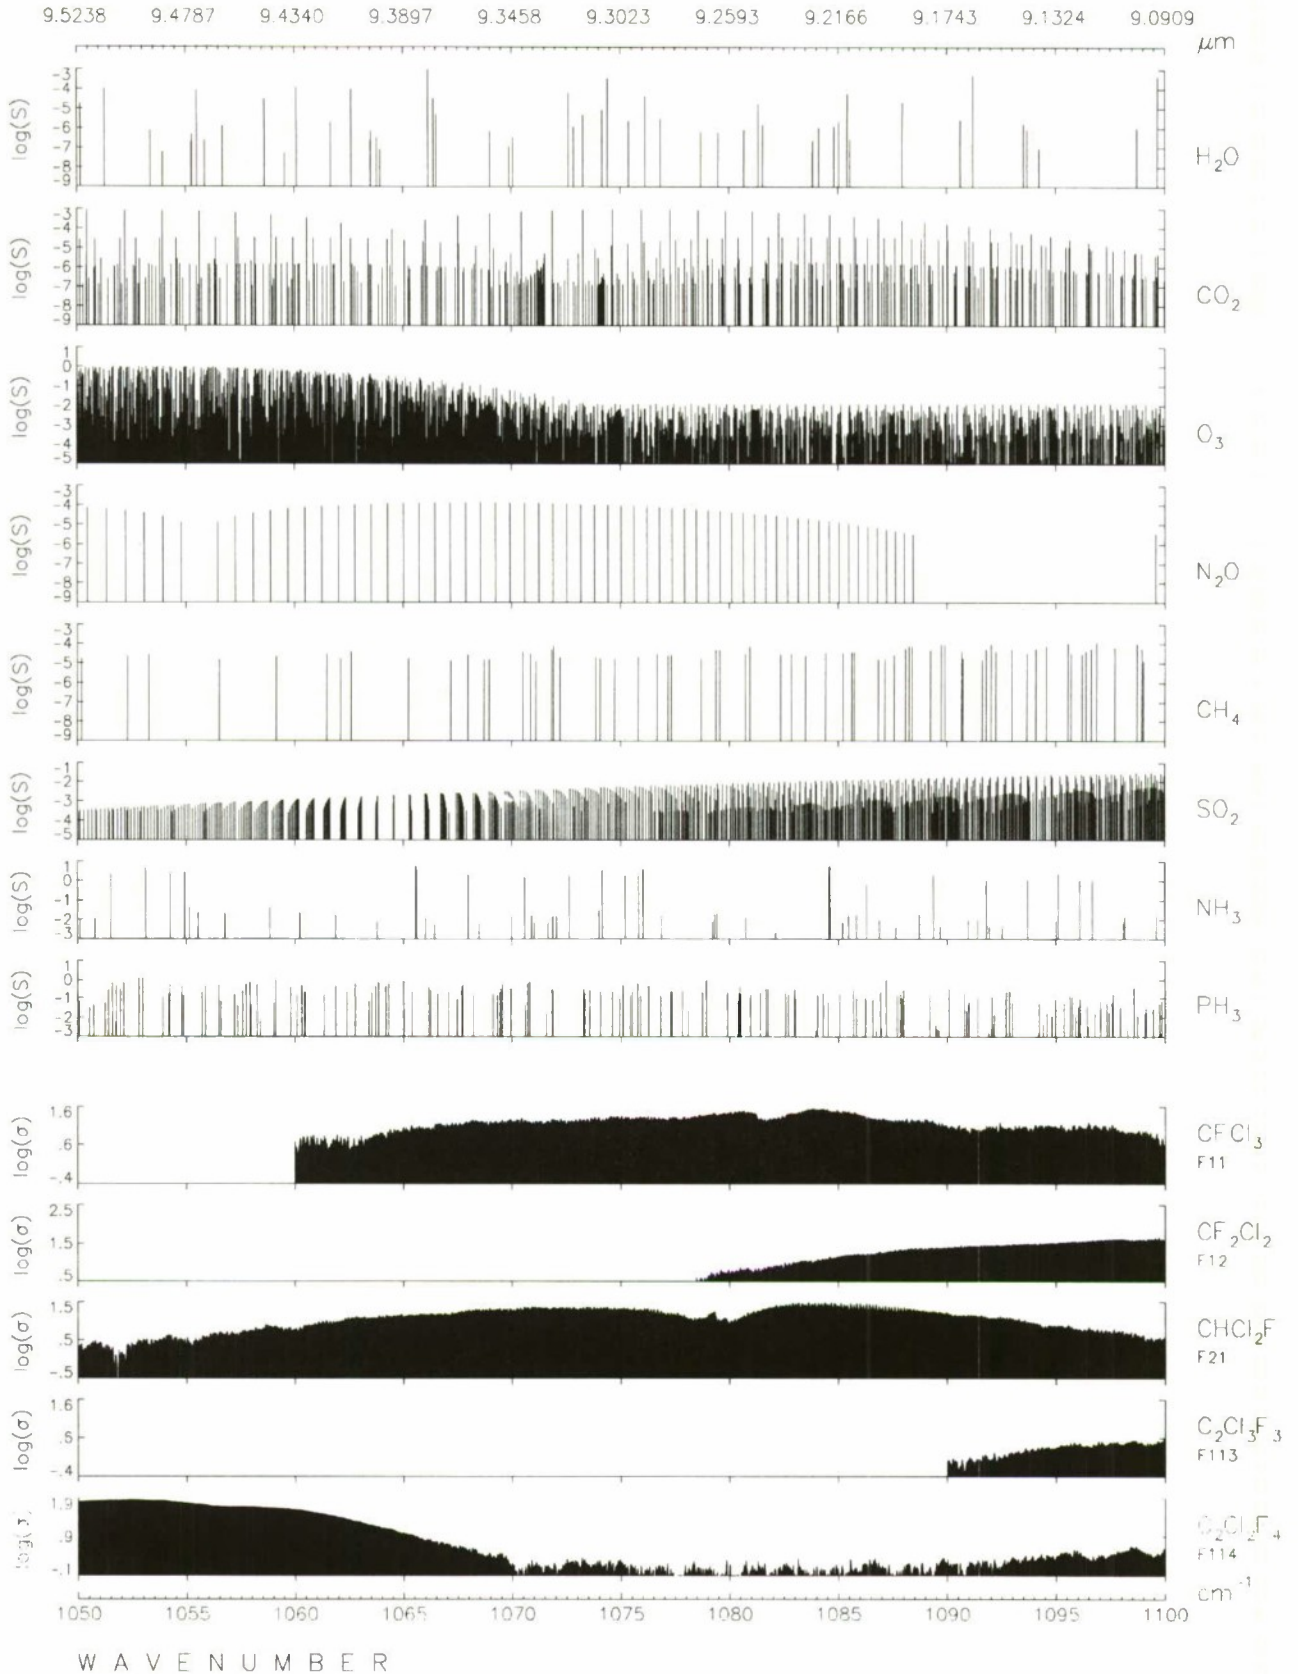 9.5238 9.4787 9.4340 9.3897 9.3458 9.3023 9.2593 9.2166 9.1743 9.1324 9.0909
μm
log(S)
-3
-4
-5
-6
-7
-8
-9
H₂O
log(S)
-3
-4
-5
-6
-7
-8
-9
CO₂
log(S)
1
0
-1
-2
-3
-4
-5
O₃
log(S)
-3
-4
-5
-6
-7
-8
-9
N₂O
log(S)
-3
-4
-5
-6
-7
-8
-9
CH₄
log(S)
-1
-2
-3
-4
-5
SO₂
log(S)
1
0
-1
-2
-3
NH₃
log(S)
1
0
-1
-2
-3
PH₃
log(σ)
1.6
.6
-.4
CFCl₃
F11
log(σ)
2.5
1.5
.5
CF₂Cl₂
F12
log(σ)
1.5
.5
-.5
CHCl₂F
F21
log(σ)
1.6
.5
-.4
C₂Cl₃F₃
F113
log(σ)
1.9
.9
-.1
C₂Cl₂F₄
F114
cm⁻¹
1050 1055 1060 1065 1070 1075 1080 1085 1090 1095 1100
WAVENUMBER